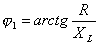 φ₁ = arctg R / X_L